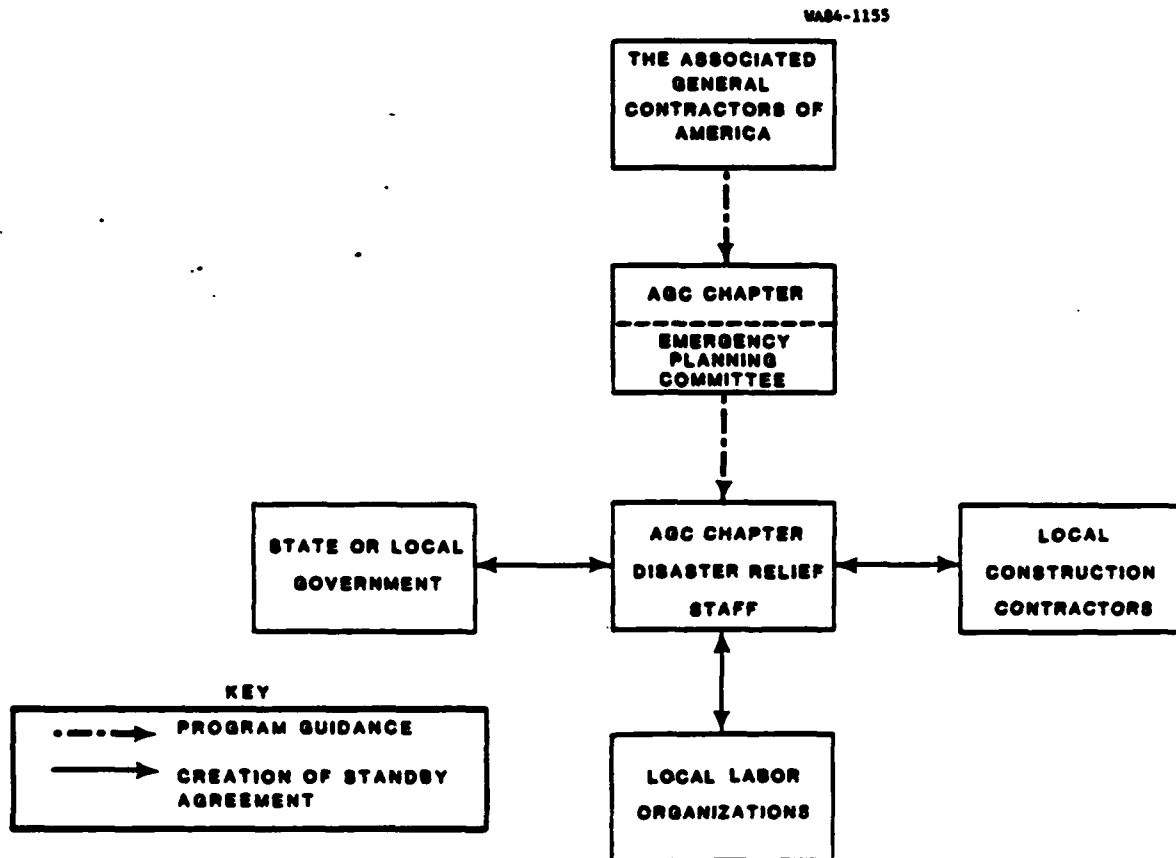 WA84-1155
THE ASSOCIATED
GENERAL
CONTRACTORS OF
AMERICA
AGC CHAPTER
EMERGENCY
PLANNING
COMMITTEE
STATE OR LOCAL
GOVERNMENT
AGC CHAPTER
DISASTER RELIEF
STAFF
LOCAL
CONSTRUCTION
CONTRACTORS
KEY
PROGRAM GUIDANCE
CREATION OF STANDBY
AGREEMENT
LOCAL LABOR
ORGANIZATIONS